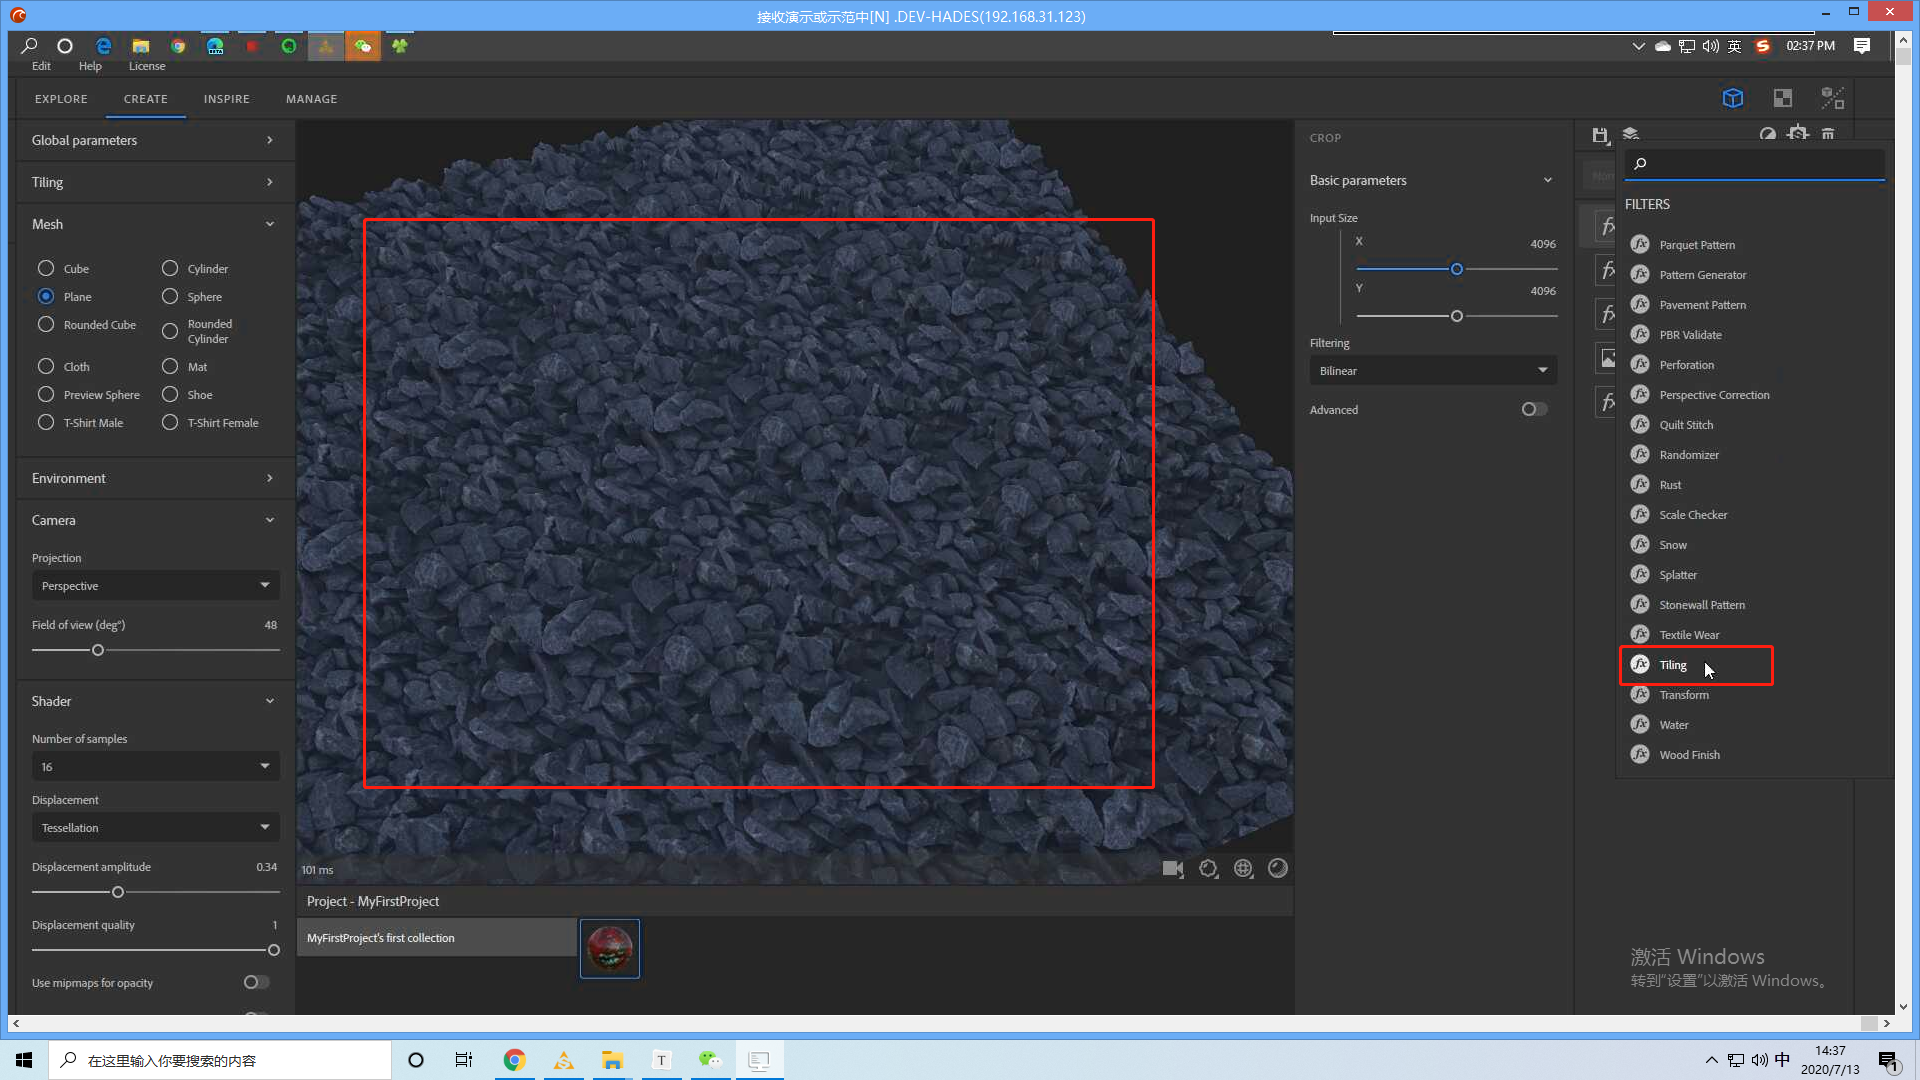 接收演示或示范中[N] .DEV-HADES(192.168.31.123)
英
02:37 PM
Edit
Help
License
EXPLORE
CREATE
INSPIRE
MANAGE
Global parameters
Tiling
Mesh
Cube
Cylinder
Plane
Sphere
Rounded Cube
Rounded
Cylinder
Cloth
Mat
Preview Sphere
Shoe
T-Shirt Male
T-Shirt Female
Environment
Camera
Projection
Perspective
Field of view (deg°)
48
Shader
Number of samples
16
Displacement
Tessellation
Displacement amplitude
0.34
Displacement quality
1
Use mipmaps for opacity
101 ms
Project - MyFirstProject
MyFirstProject's first collection
CROP
Basic parameters
Input Size
X
4096
Y
4096
Filtering
Bilinear
Advanced
FILTERS
Parquet Pattern
Pattern Generator
Pavement Pattern
PBR Validate
Perforation
Perspective Correction
Quilt Stitch
Randomizer
Rust
Scale Checker
Snow
Splatter
Stonewall Pattern
Textile Wear
Tiling
Transform
Water
Wood Finish
激活 Windows
转到"设置"以激活 Windows。
在这里输入你要搜索的内容
中
14:37
2020/7/13
1